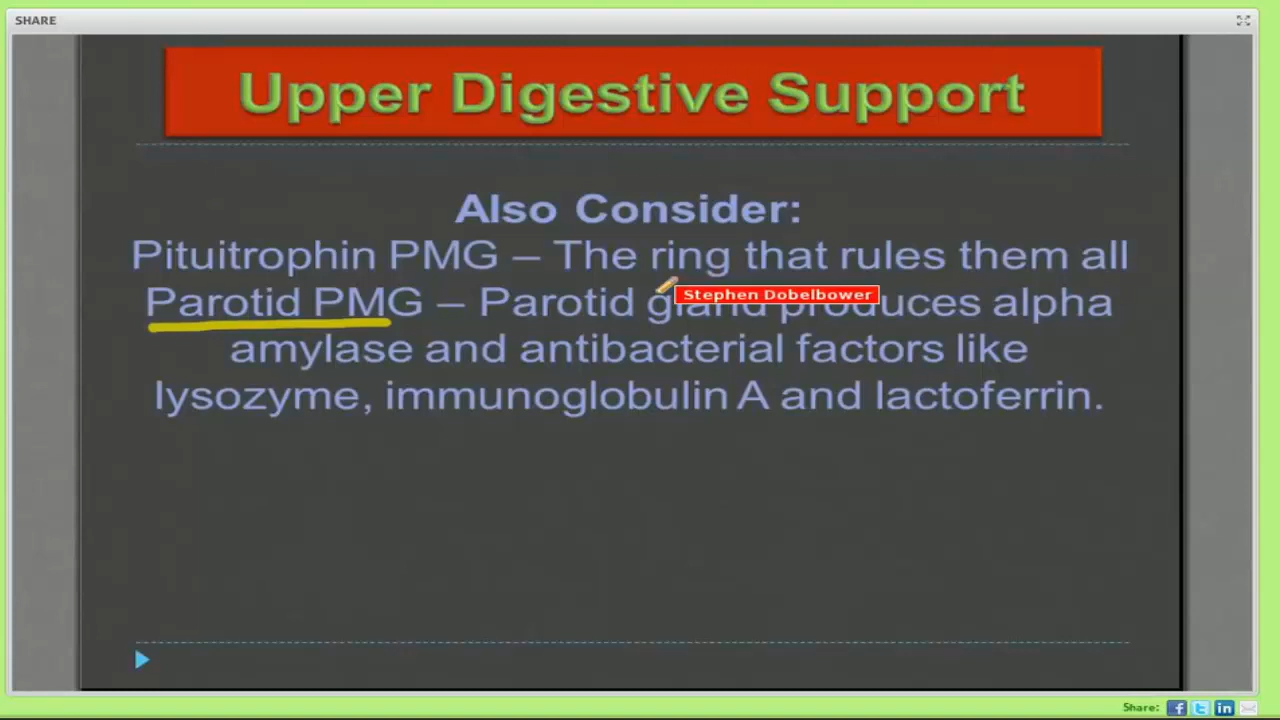 SHARE
Upper Digestive Support
Also Consider:
Pituitrophin PMG – The ring that rules them all
Parotid PMG – Parotid gland produces alpha
Stephen Dobelbower
amylase and antibacterial factors like
lysozyme, immunoglobulin A and lactoferrin.
Share: